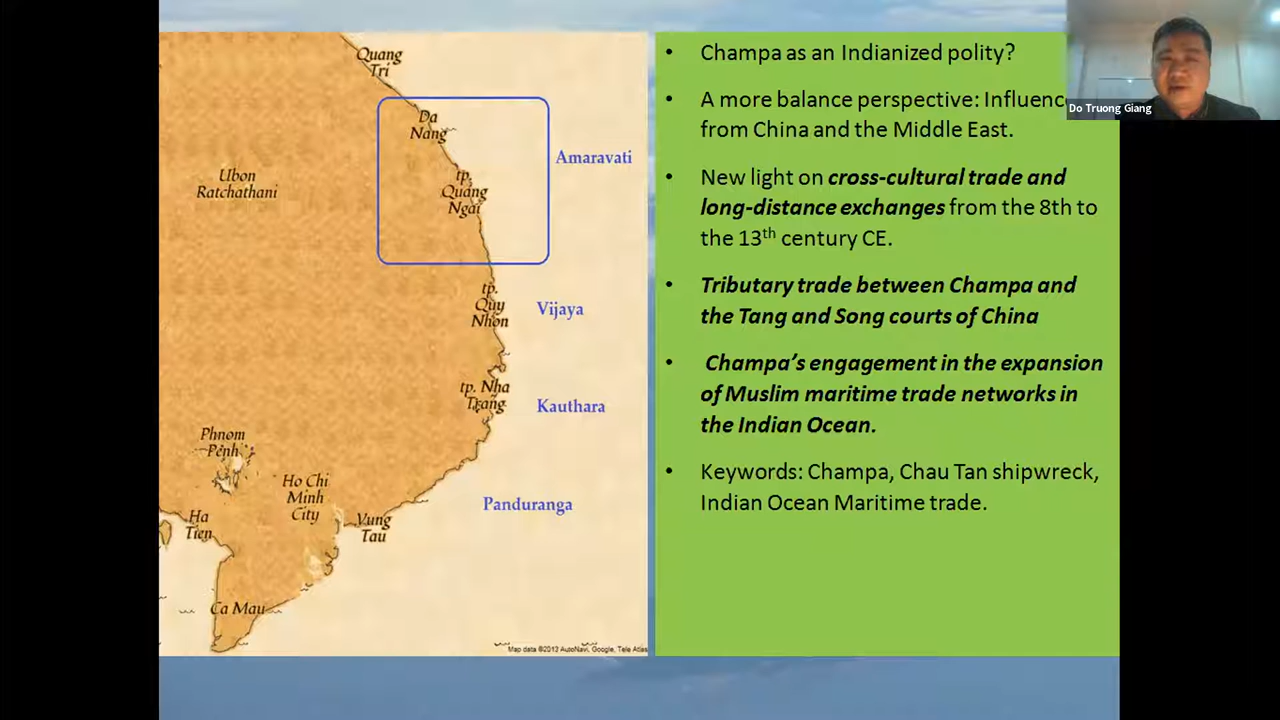 Quang
Tri
Da
Nang
Amaravati
Ubon
Ratchathani
tp.
Quang
Ngai
tp.
Quy
Nhon
Vijaya
tp. Nha
Trang
Kauthara
Phnom
Penh
Ho Chi
Minh
City
Panduranga
Ha
Tien
Vung
Tau
Ca Mau
Map data ©2013 AutoNavi, Google, Tele Atlas
• Champa as an Indianized polity?
• A more balance perspective: Influenc
from China and the Middle East.
• New light on cross-cultural trade and
long-distance exchanges from the 8th to
the 13th century CE.
• Tributary trade between Champa and
the Tang and Song courts of China
• Champa's engagement in the expansion
of Muslim maritime trade networks in
the Indian Ocean.
• Keywords: Champa, Chau Tan shipwreck,
Indian Ocean Maritime trade.
Do Truong Giang